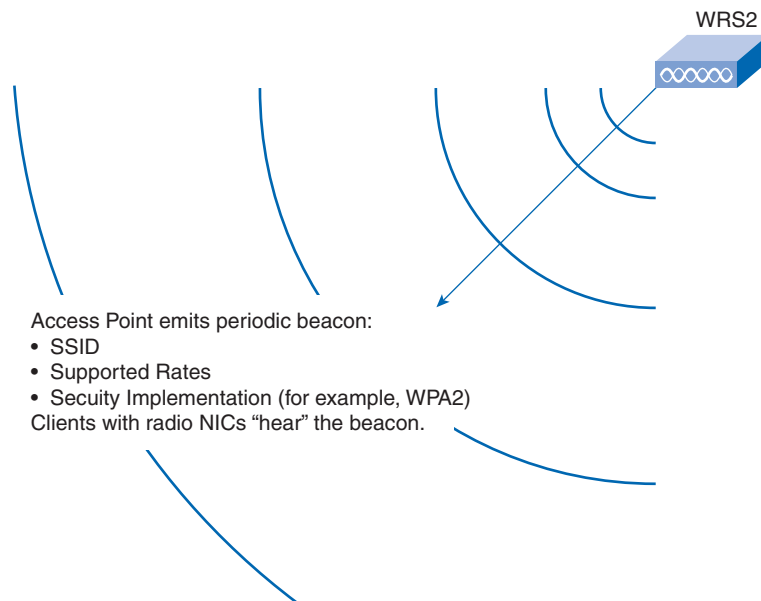 WRS2
Access Point emits periodic beacon:
• SSID
• Supported Rates
• Secuity Implementation (for example, WPA2)
Clients with radio NICs “hear” the beacon.